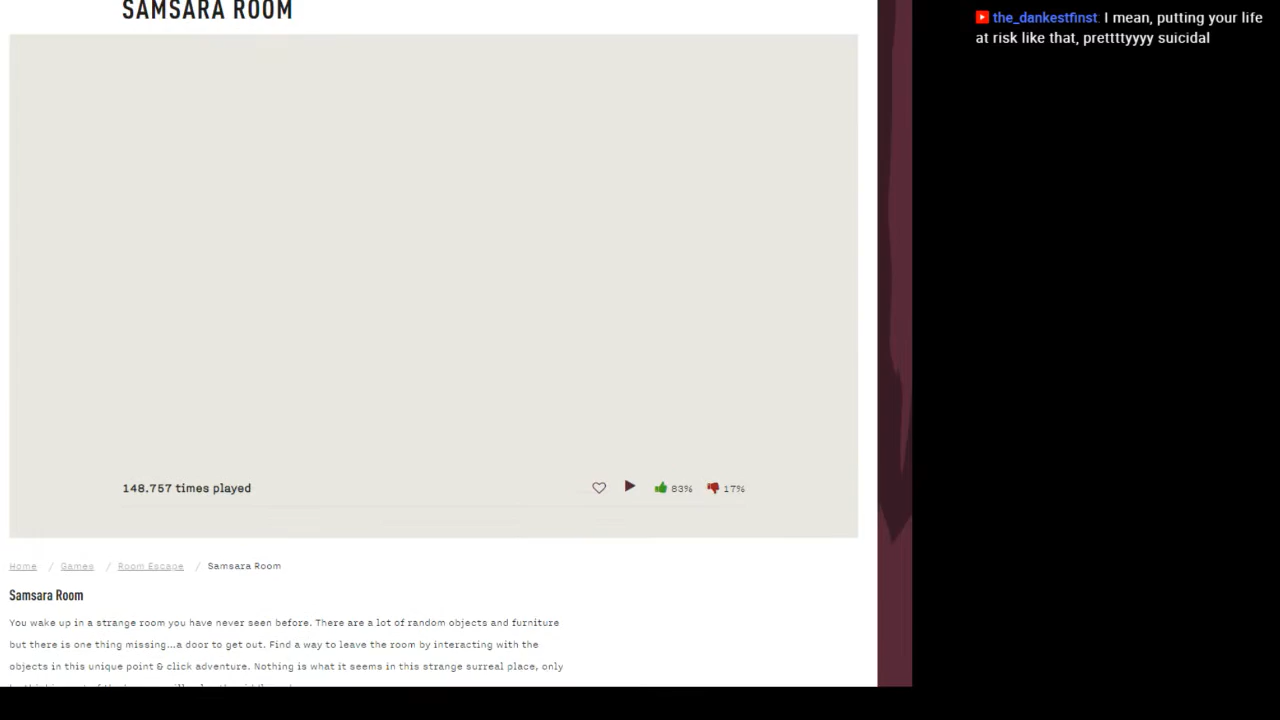 SAMSARA ROOM
the_dankestfinst: I mean, putting your life
at risk like that, prettttyyyy suicidal
148.757 times played
83%
17%
Home / Games / Room Escape / Samsara Room
Samsara Room
You wake up in a strange room you have never seen before. There are a lot of random objects and furniture
but there is one thing missing...a door to get out. Find a way to leave the room by interacting with the
objects in this unique point & click adventure. Nothing is what it seems in this strange surreal place, only